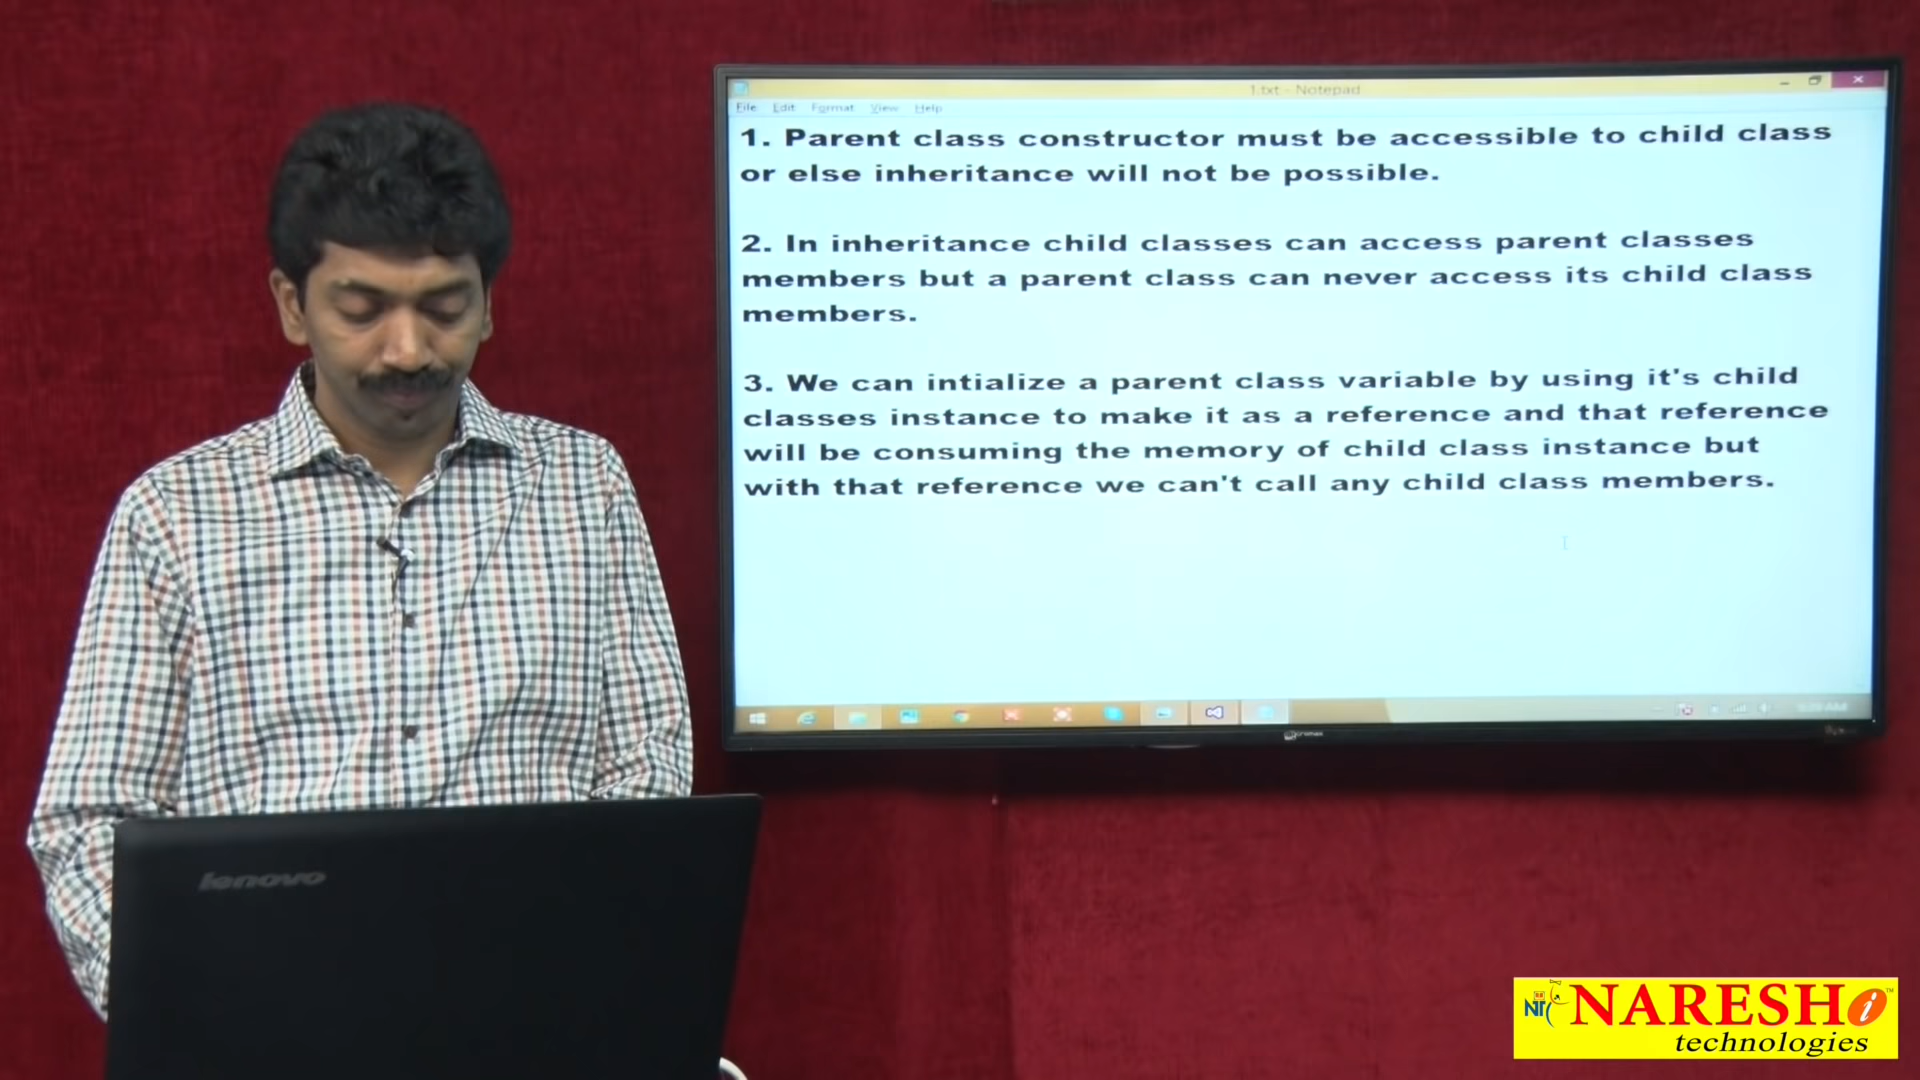 1.txt - Notepad
File Edit Format View Help
1. Parent class constructor must be accessible to child class
or else inheritance will not be possible.
2. In inheritance child classes can access parent classes
members but a parent class can never access its child class
members.
3. We can intialize a parent class variable by using it's child
classes instance to make it as a reference and that reference
will be consuming the memory of child class instance but
with that reference we can't call any child class members.
lenovo
NARESH i
technologies